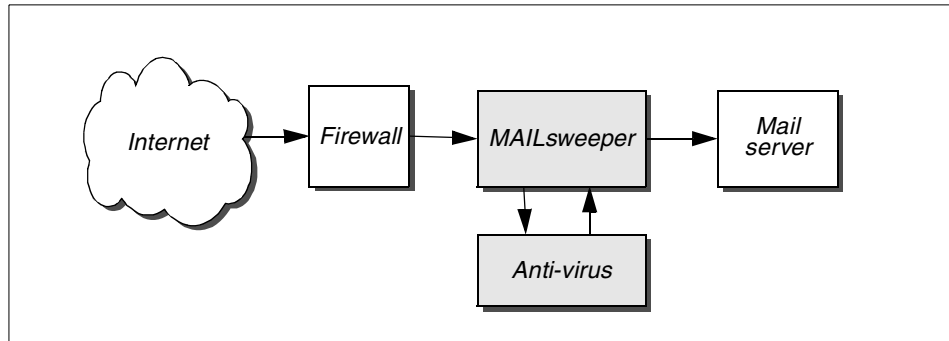 Internet
Firewall
MAILsweeper
Mail
server
Anti-virus